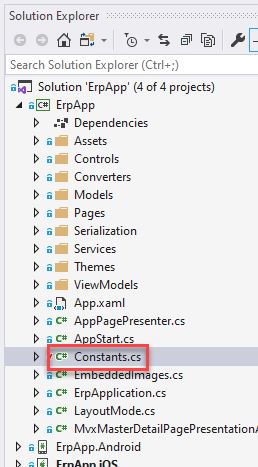 Solution Explorer
Search Solution Explorer (Ctrl+;)
Solution 'ErpApp' (4 of 4 projects)
C# ErpApp
Dependencies
Assets
Controls
Converters
Models
Pages
Serialization
Services
Themes
ViewModels
App.xaml
C# AppPagePresenter.cs
C# AppStart.cs
C# Constants.cs
C# EmbeddedImages.cs
C# ErpApplication.cs
C# LayoutMode.cs
C# MvxMasterDetailPagePresentationA
ErpApp.Android
ErpApp.iOS